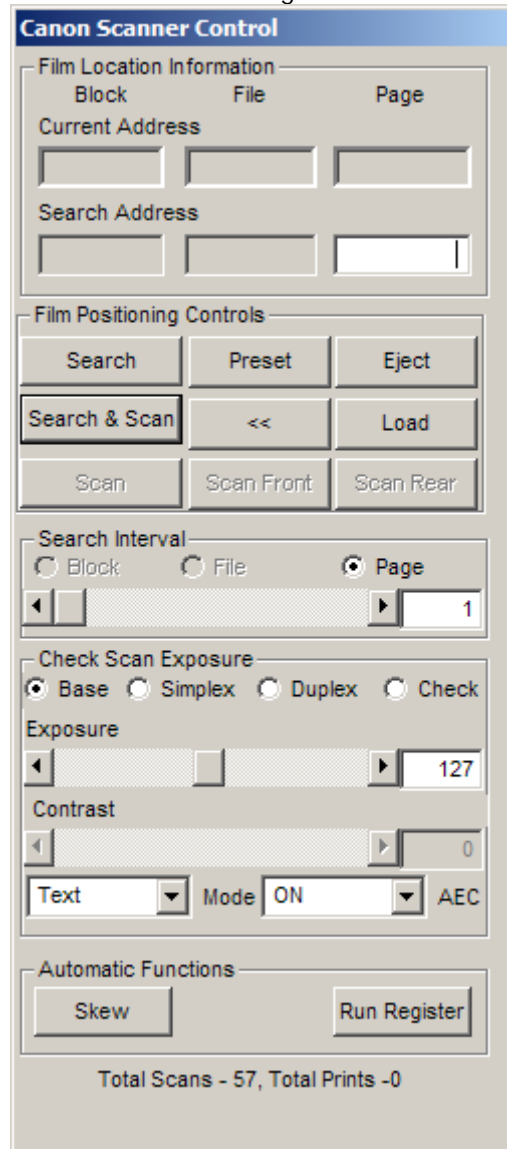 Canon Scanner Control
Film Location Information
Block File Page
Current Address
Search Address
Film Positioning Controls
Search Preset Eject
Search & Scan << Load
Scan Scan Front Scan Rear
Search Interval
Block File Page
1
Check Scan Exposure
Base Simplex Duplex Check
Exposure
127
Contrast
0
Text Mode ON AEC
Automatic Functions
Skew Run Register
Total Scans - 57, Total Prints -0